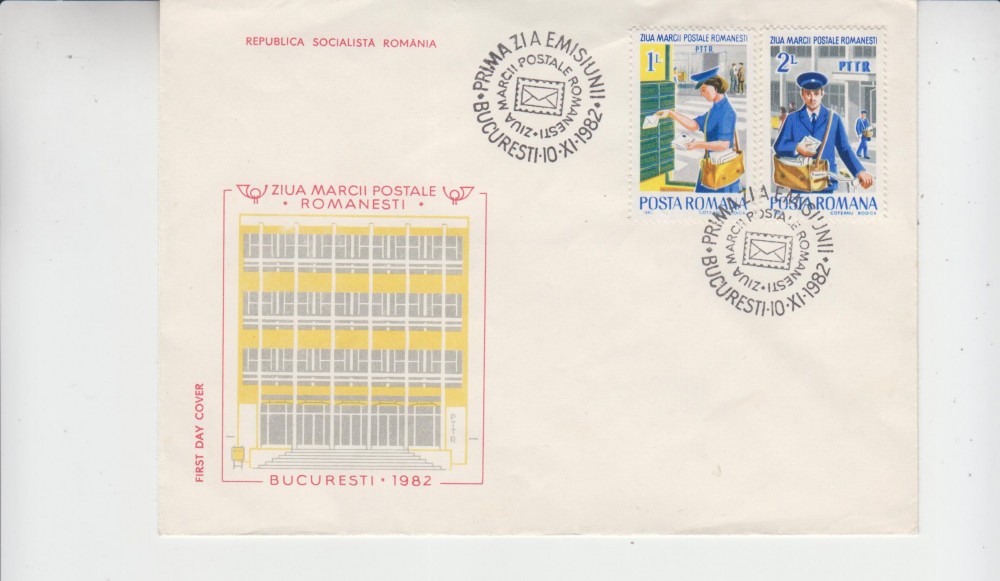 REPUBLICA SOCIALISTĂ ROMÂNIA
PRIMA ZI A EMISIUNII
BUCURESTI·10·XI·1982
ZIUA MARCII POSTALE ROMANESTI
ZIUA MARCII POSTALE ROMANESTI
PTTR
1L
POSTA ROMANA
ZIUA MARCII POSTALE ROMANESTI
2L PTTR
POSTA ROMANA
COTEANU RODICA
PRIMA ZI A EMISIUNII
BUCURESTI·10·XI·1982
ZIUA MARCII POSTALE ROMANESTI
ZIUA MARCII POSTALE
• ROMANESTI •
PTTR
BUCURESTI • 1982
FIRST DAY COVER